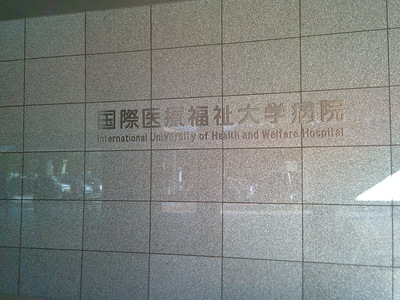 国際医療福祉大学病院
International University of Health and Welfare Hospital